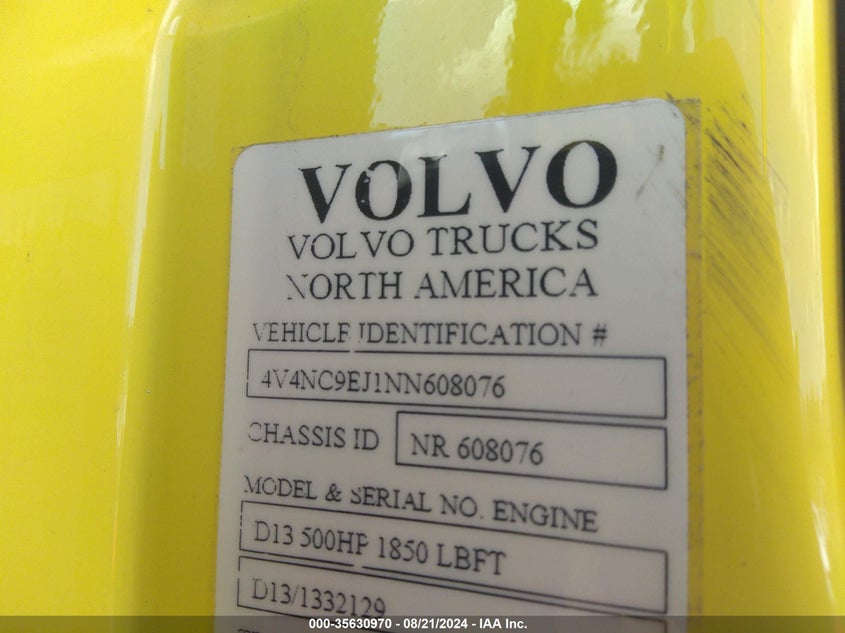 VOLVO
VOLVO TRUCKS
NORTH AMERICA
VEHICLE IDENTIFICATION #
4V4NC9EJ1NN608076
CHASSIS ID NR 608076
MODEL & SERIAL NO. ENGINE
D13 500HP 1850 LBFT
D13/1332129
000-35630970 - 08/21/2024 - IAA Inc.